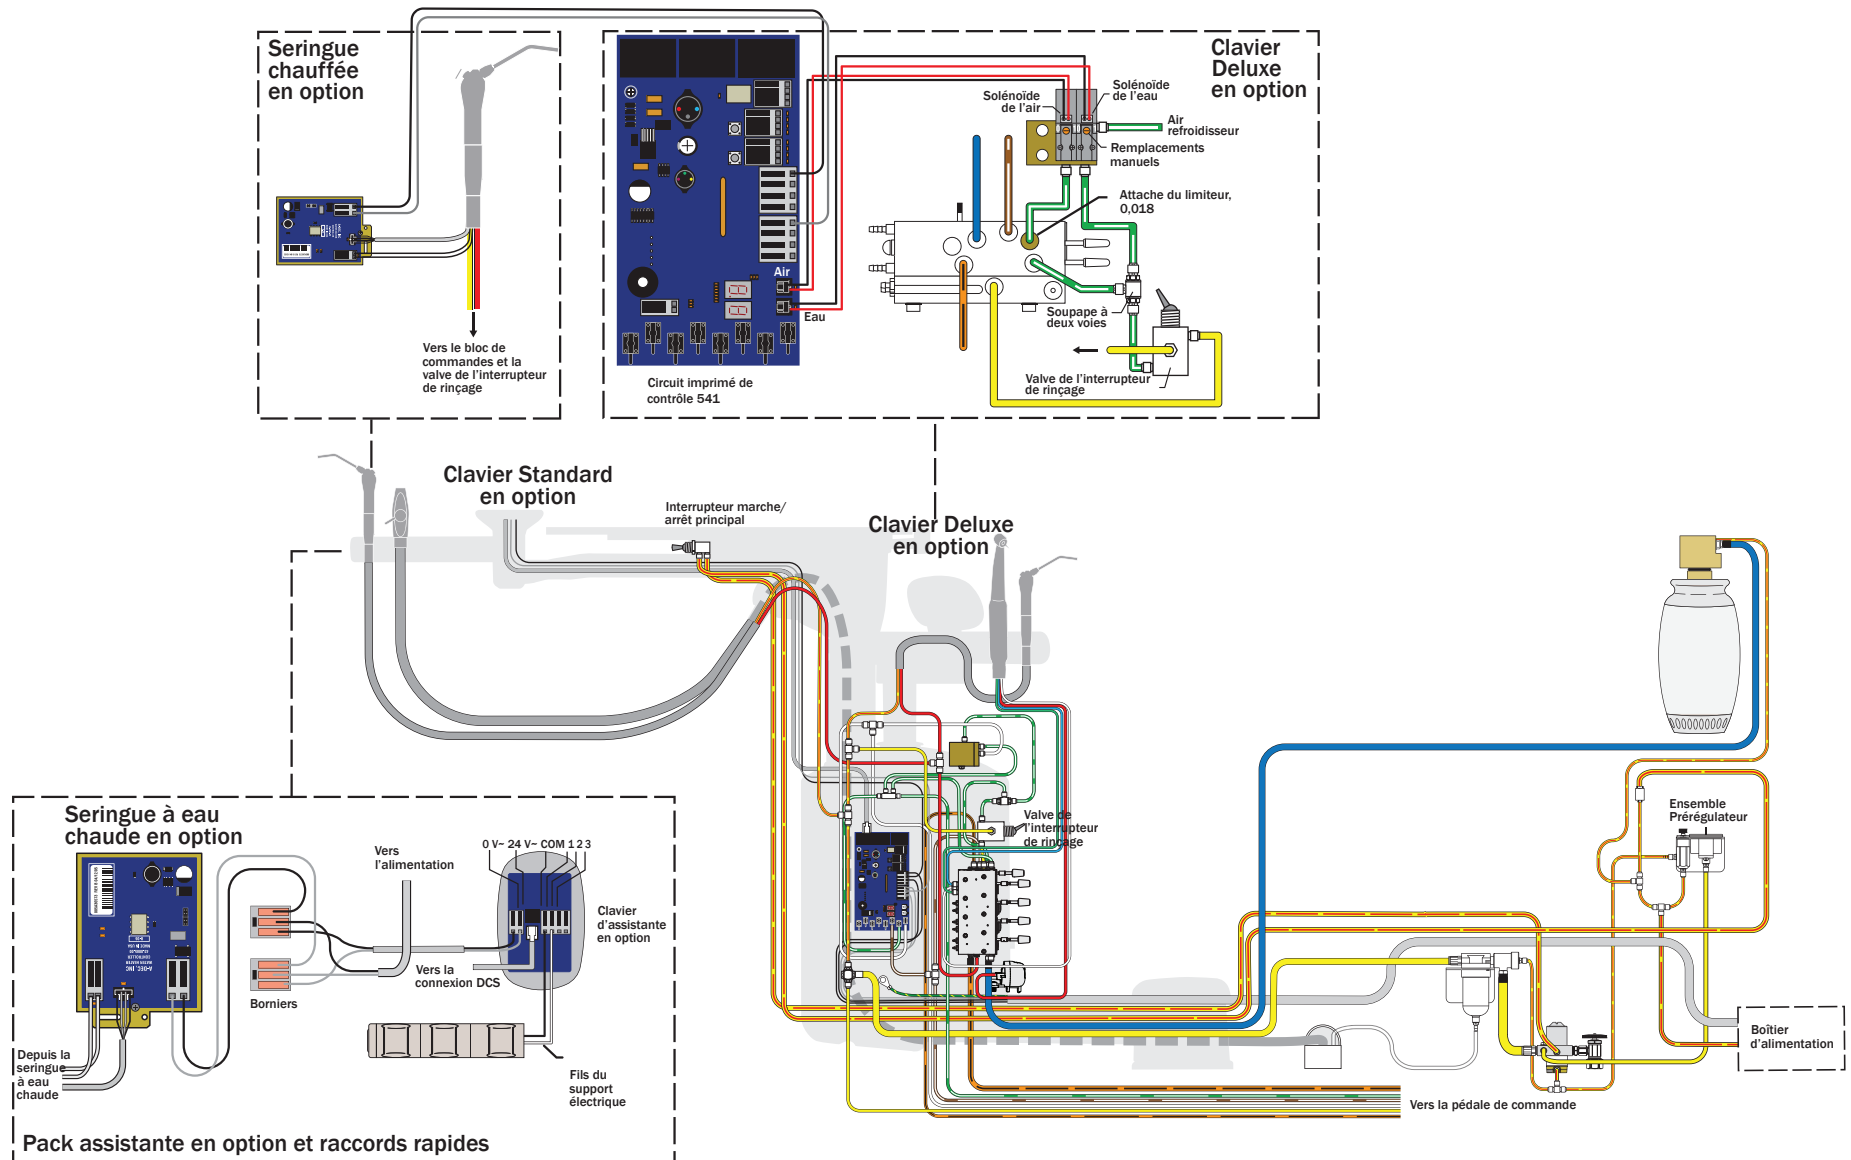 Seringue
chauffée
en option
Vers le bloc de
commandes et la
valve de l'interrupteur
de rinçage
Clavier
Deluxe
en option
Solénoïde
de l'air
Solénoïde
de l'eau
Air
refroidisseur
Remplacements
manuels
Attache du limiteur,
0,018
Air
Eau
Soupape à
deux voies
Valve de l'interrupteur
de rinçage
Circuit imprimé de
contrôle 541
Clavier Standard
en option
Interrupteur marche/
arrêt principal
Clavier Deluxe
en option
Valve de
l'interrupteur
de rinçage
Ensemble
Prérégulateur
Boîtier
d'alimentation
Vers la pédale de commande
Seringue à eau
chaude en option
Vers
l'alimentation
0 V~ 24 V~ COM 1 2 3
Clavier
d'assistante
en option
Vers la
connexion DCS
Borniers
Depuis la
seringue
à eau
chaude
Fils du
support
électrique
Pack assistante en option et raccords rapides